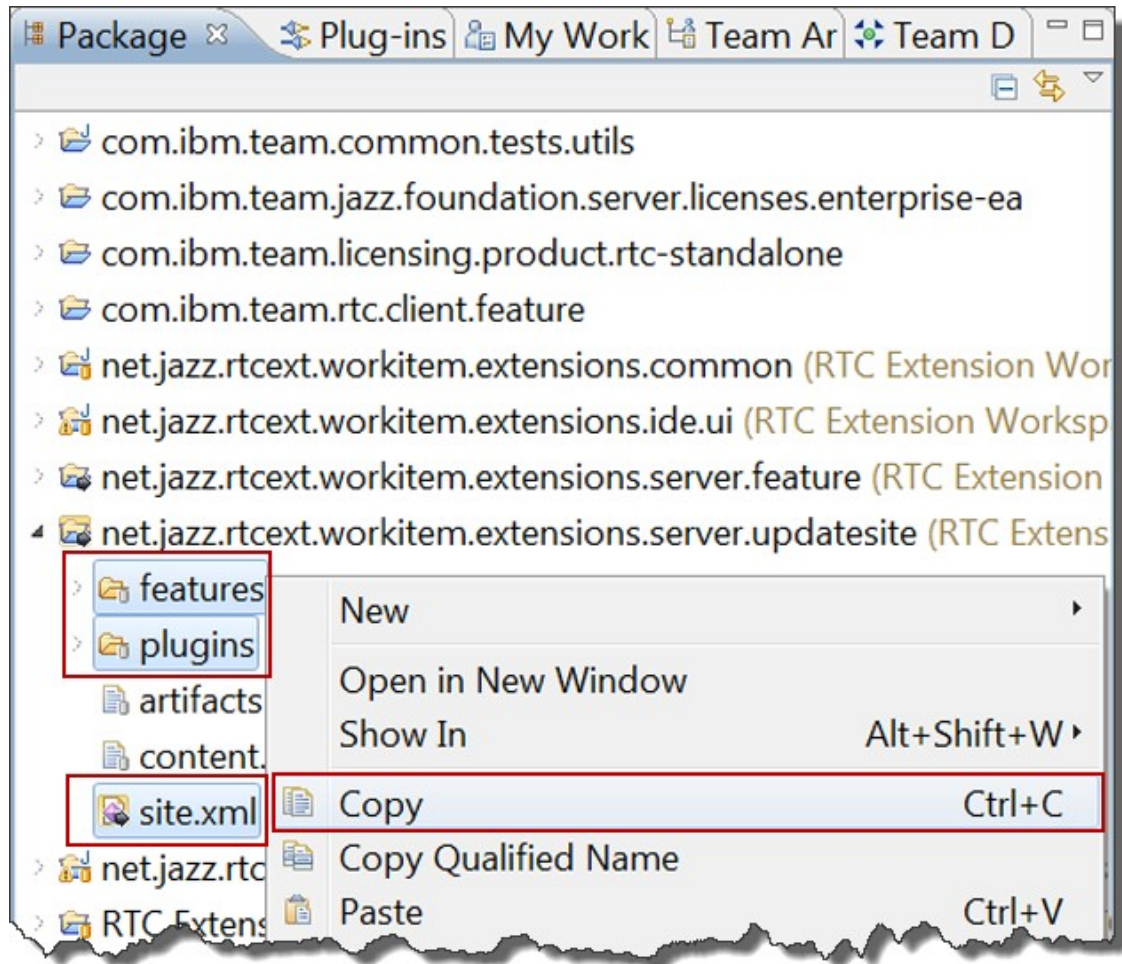 Package Plug-ins My Work Team Ar Team D
com.ibm.team.common.tests.utils
com.ibm.team.jazz.foundation.server.licenses.enterprise-ea
com.ibm.team.licensing.product.rtc-standalone
com.ibm.team.rtc.client.feature
net.jazz.rtcext.workitem.extensions.common (RTC Extension Wor
net.jazz.rtcext.workitem.extensions.ide.ui (RTC Extension Worksp
net.jazz.rtcext.workitem.extensions.server.feature (RTC Extension
net.jazz.rtcext.workitem.extensions.server.updatesite (RTC Extens
features
New
plugins
Open in New Window
artifacts
Show In Alt+Shift+W
content.
site.xml
Copy Ctrl+C
net.jazz.rtc
Copy Qualified Name
RTC Extens
Paste Ctrl+V